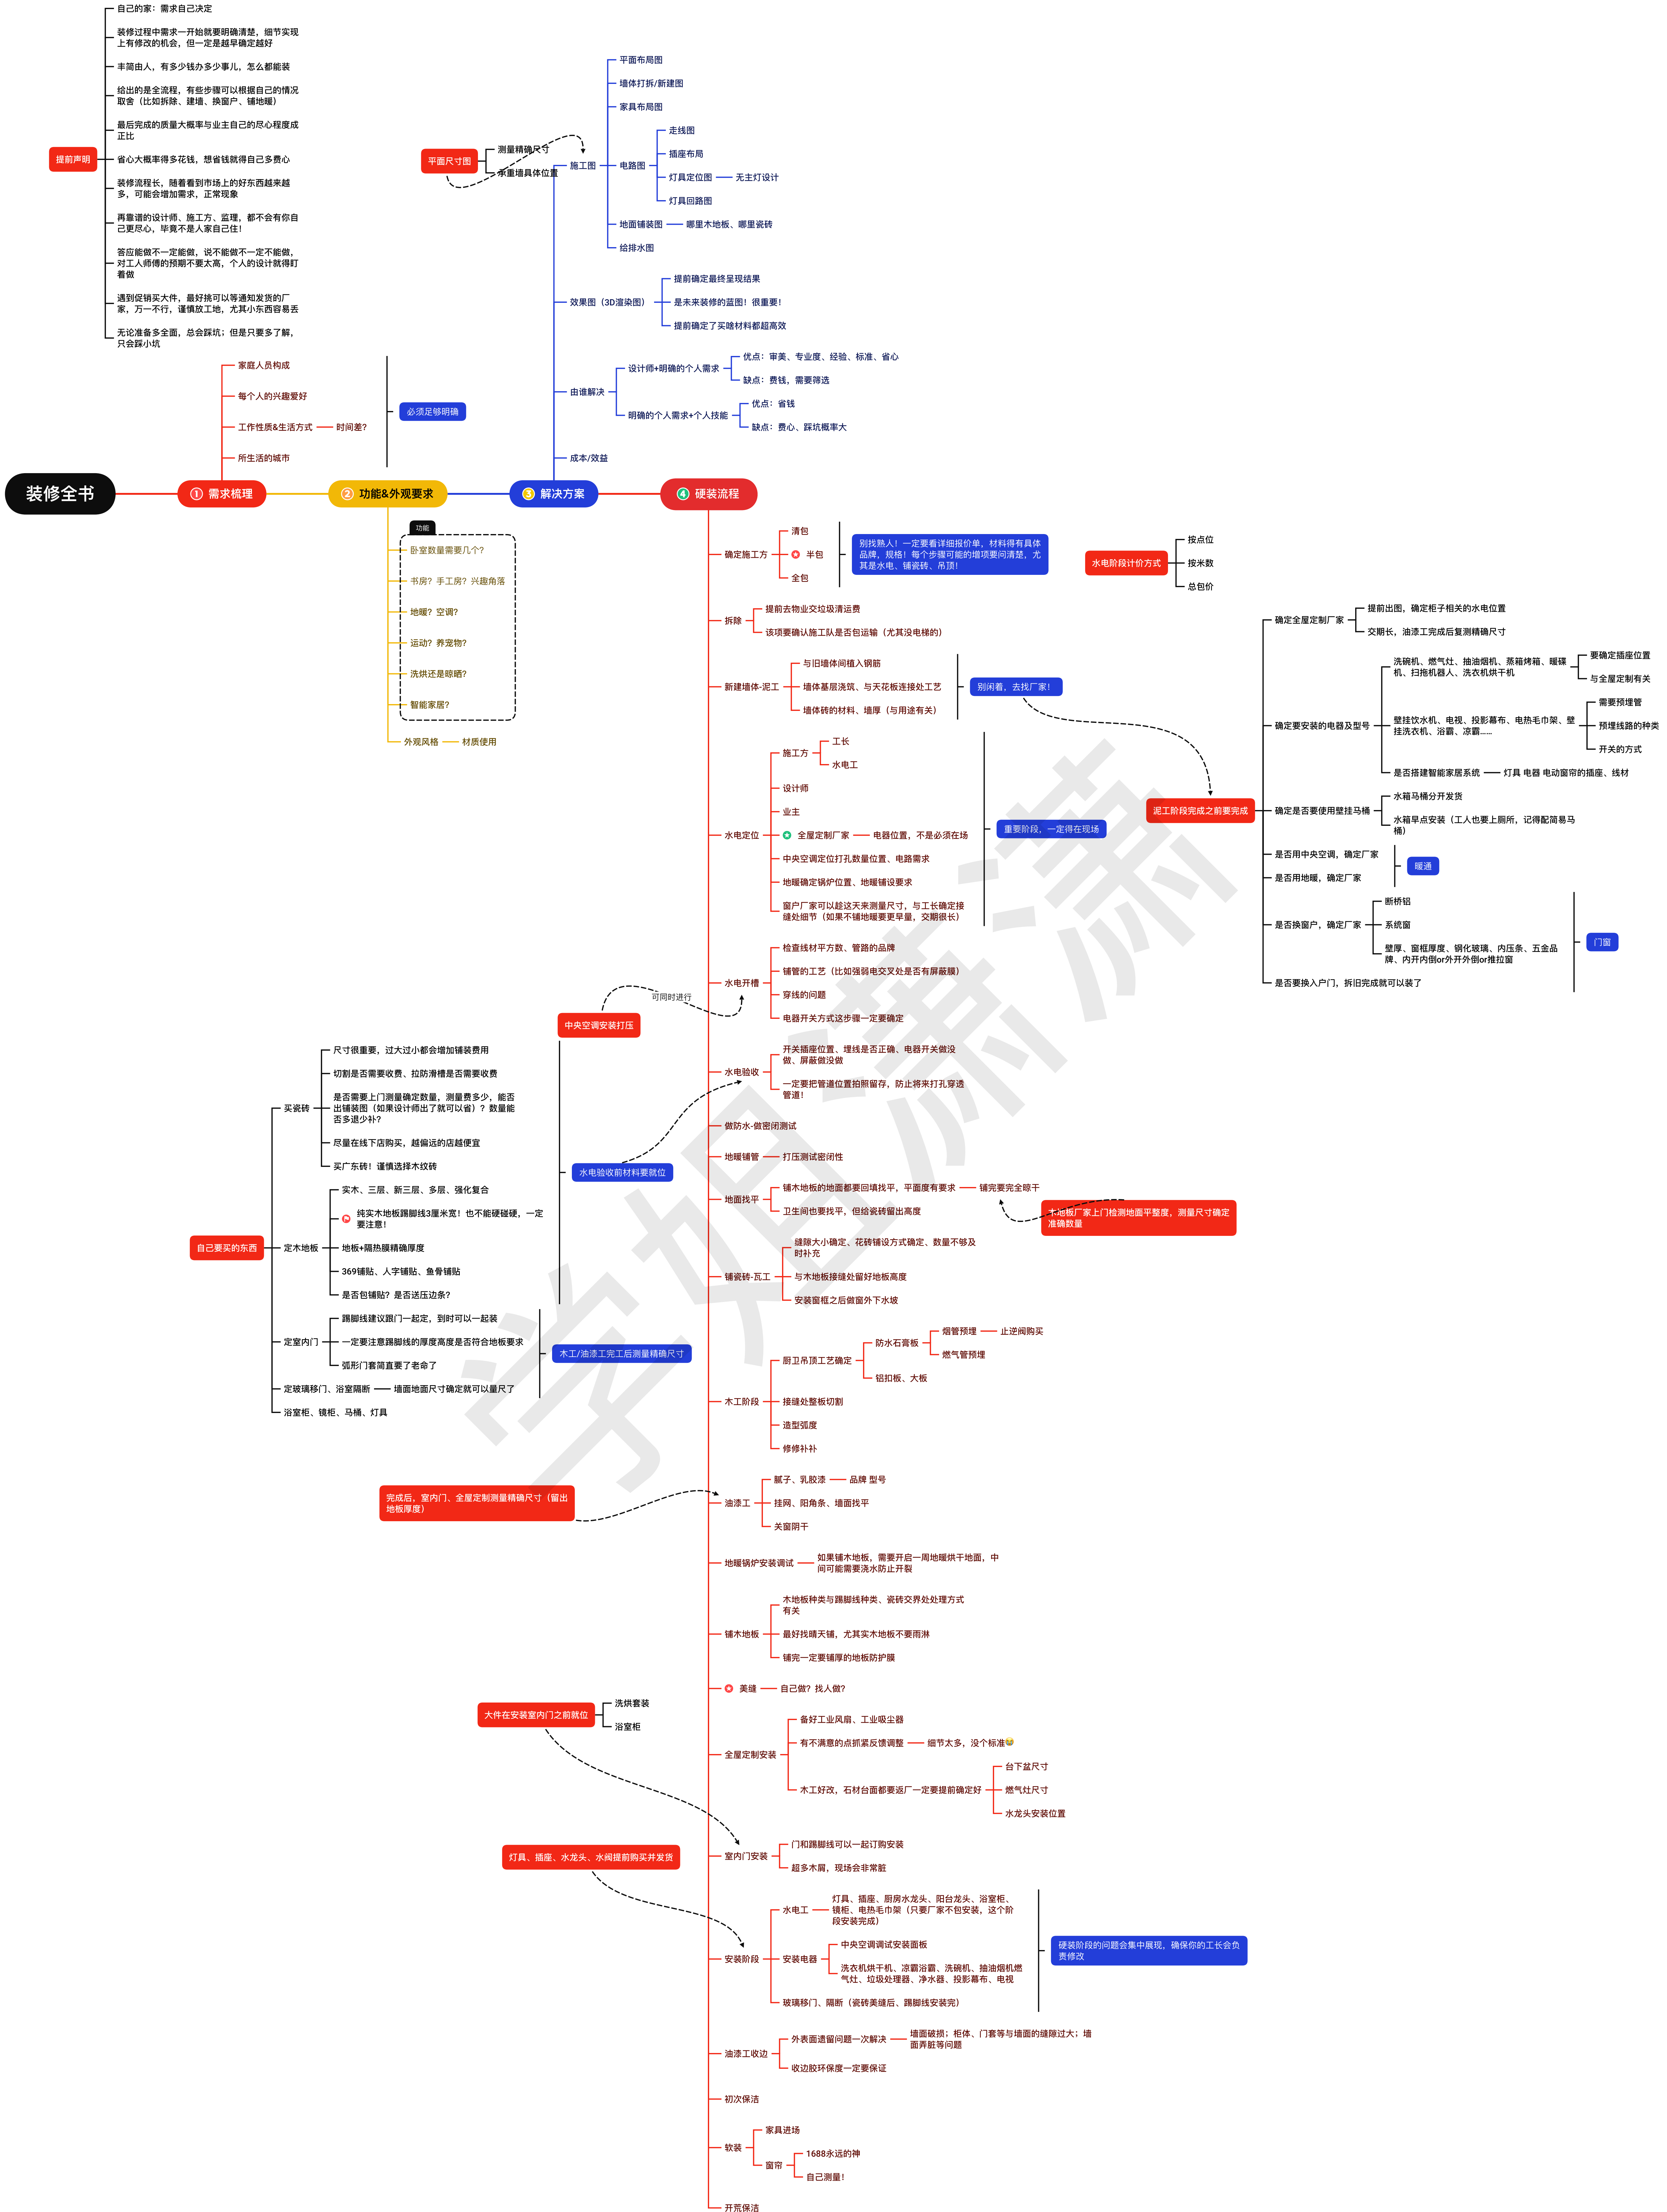 自己的家：需求自己决定
装修过程中需求一开始就要明确清楚，细节实现
上有修改的机会，但一定是越早确定越好
丰简由人，有多少钱办多少事儿，怎么都能装
给出的是全流程，有些步骤可以根据自己的情况
取舍（比如拆除、建墙、换窗户、铺地暖）
最后完成的质量大概率与业主自己的尽心程度成
正比
提前声明
省心大概率得多花钱，想省钱就得自己多费心
装修流程长，随着看到市场上的好东西越来越
多，可能会增加需求，正常现象
再靠谱的设计师、施工方、监理，都不会有你自
己更尽心，毕竟不是人家自己住！
答应能做不一定能做，说不能做不一定不能做，
对工人师傅的预期不要太高，个人的设计就得盯
着做
遇到促销买大件，最好挑可以等通知发货的厂
家，万一不行，谨慎放工地，尤其小东西容易丢
无论准备多全面，总会踩坑；但是只要多了解，
只会踩小坑
装修全书
1 需求梳理
家庭人员构成
每个人的兴趣爱好
工作性质&生活方式
时间差？
所生活的城市
必须足够明确
2 功能&外观要求
功能
卧室数量需要几个？
书房？手工房？兴趣角落
地暖？空调？
运动？养宠物？
洗烘还是晾晒？
智能家居？
外观风格
材质使用
3 解决方案
平面尺寸图
测量精确尺寸
承重墙具体位置
施工图
平面布局图
墙体打拆/新建图
家具布局图
电路图
走线图
插座布局
灯具定位图
无主灯设计
灯具回路图
地面铺装图
哪里木地板、哪里瓷砖
给排水图
效果图（3D渲染图）
提前确定最终呈现结果
是未来装修的蓝图！很重要！
提前确定了买啥材料都超高效
由谁解决
设计师+明确的个人需求
优点：审美、专业度、经验、标准、省心
缺点：费钱，需要筛选
明确的个人需求+个人技能
优点：省钱
缺点：费心、踩坑概率大
成本/效益
4 硬装流程
确定施工方
清包
半包
全包
别找熟人！一定要看详细报价单，材料得有具体
品牌，规格！每个步骤可能的增项要问清楚，尤
其是水电、铺瓷砖、吊顶！
水电阶段计价方式
按点位
按米数
总包价
拆除
提前去物业交垃圾清运费
该项要确认施工队是否包运输（尤其没电梯的）
新建墙体-泥工
与旧墙体间植入钢筋
墙体基层浇筑、与天花板连接处工艺
墙体砖的材料、墙厚（与用途有关）
别闲着，去找厂家！
泥工阶段完成之前要完成
确定全屋定制厂家
提前出图，确定柜子相关的水电位置
交期长，油漆工完成后复测精确尺寸
确定要安装的电器及型号
洗碗机、燃气灶、抽油烟机、蒸箱烤箱、暖碟
机、扫拖机器人、洗衣机烘干机
要确定插座位置
与全屋定制有关
壁挂饮水机、电视、投影幕布、电热毛巾架、壁
挂洗衣机、浴霸、凉霸......
需要预埋管
预埋线路的种类
开关的方式
是否搭建智能家居系统
灯具 电器 电动窗帘的插座、线材
确定是否要使用壁挂马桶
水箱马桶分开发货
水箱早点安装（工人也要上厕所，记得配简易马
桶）
是否用中央空调，确定厂家
是否用地暖，确定厂家
暖通
是否换窗户，确定厂家
断桥铝
系统窗
壁厚、窗框厚度、钢化玻璃、内压条、五金品
牌、内开内倒or外开外倒or推拉窗
是否要换入户门，拆旧完成就可以装了
门窗
水电定位
施工方
工长
水电工
设计师
业主
全屋定制厂家
电器位置，不是必须在场
中央空调定位打孔数量位置、电路需求
地暖确定锅炉位置、地暖铺设要求
窗户厂家可以趁这天来测量尺寸，与工长确定接
缝处细节（如果不铺地暖要更早量，交期很长）
重要阶段，一定得在现场
水电开槽
检查线材平方数、管路的品牌
铺管的工艺（比如强弱电交叉处是否有屏蔽膜）
穿线的问题
电器开关方式这步骤一定要确定
可同时进行
中央空调安装打压
水电验收
开关插座位置、埋线是否正确、电器开关做没
做、屏蔽做没做
一定要把管道位置拍照留存，防止将来打孔穿透
管道！
水电验收前材料要就位
自己要买的东西
买瓷砖
尺寸很重要，过大过小都会增加铺装费用
切割是否需要收费、拉防滑槽是否需要收费
是否需要上门测量确定数量，测量费多少，能否
出铺装图（如果设计师出了就可以省）？数量能
否多退少补？
尽量在线下店购买，越偏远的店越便宜
买广东砖！谨慎选择木纹砖
定木地板
实木、三层、新三层、多层、强化复合
纯实木地板踢脚线3厘米宽！也不能硬碰硬，一定
要注意！
地板+隔热膜精确厚度
369铺贴、人字铺贴、鱼骨铺贴
是否包铺贴？是否送压边条？
定室内门
踢脚线建议跟门一起定，到时可以一起装
一定要注意踢脚线的厚度高度是否符合地板要求
弧形门套简直要了老命了
定玻璃移门、浴室隔断
墙面地面尺寸确定就可以量尺了
木工/油漆工完工后测量精确尺寸
浴室柜、镜柜、马桶、灯具
做防水-做密闭测试
地暖铺管
打压测试密闭性
地面找平
铺木地板的地面都要回填找平，平面度有要求
铺完要完全晾干
卫生间也要找平，但给瓷砖留出高度
木地板厂家上门检测地面平整度，测量尺寸确定
准确数量
铺瓷砖-瓦工
缝隙大小确定、花砖铺设方式确定、数量不够及
时补充
与木地板接缝处留好地板高度
安装窗框之后做窗外下水坡
木工阶段
厨卫吊顶工艺确定
防水石膏板
烟管预埋
止逆阀购买
燃气管预埋
铝扣板、大板
接缝处整板切割
造型弧度
修修补补
油漆工
腻子、乳胶漆
品牌 型号
挂网、阳角条、墙面找平
关窗阴干
完成后，室内门、全屋定制测量精确尺寸（留出
地板厚度）
地暖锅炉安装调试
如果铺木地板，需要开启一周地暖烘干地面，中
间可能需要浇水防止开裂
铺木地板
木地板种类与踢脚线种类、瓷砖交界处处理方式
有关
最好找晴天铺，尤其实木地板不要雨淋
铺完一定要铺厚的地板防护膜
美缝
自己做？找人做？
全屋定制安装
备好工业风扇、工业吸尘器
有不满意的点抓紧反馈调整
细节太多，没个标准
木工好改，石材台面都要返厂一定要提前确定好
台下盆尺寸
燃气灶尺寸
水龙头安装位置
大件在安装室内门之前就位
洗烘套装
浴室柜
室内门安装
门和踢脚线可以一起订购安装
超多木屑，现场会非常脏
灯具、插座、水龙头、水阀提前购买并发货
安装阶段
水电工
灯具、插座、厨房水龙头、阳台龙头、浴室柜、
镜柜、电热毛巾架（只要厂家不包安装，这个阶
段安装完成）
安装电器
中央空调调试安装面板
洗衣机烘干机、凉霸浴霸、洗碗机、抽油烟机燃
气灶、垃圾处理器、净水器、投影幕布、电视
玻璃移门、隔断（瓷砖美缝后、踢脚线安装完）
硬装阶段的问题会集中展现，确保你的工长会负
责修改
油漆工收边
外表面遗留问题一次解决
墙面破损；柜体、门套等与墙面的缝隙过大；墙
面弄脏等问题
收边胶环保度一定要保证
初次保洁
软装
家具进场
窗帘
1688永远的神
自己测量！
开荒保洁
学姐潇潇